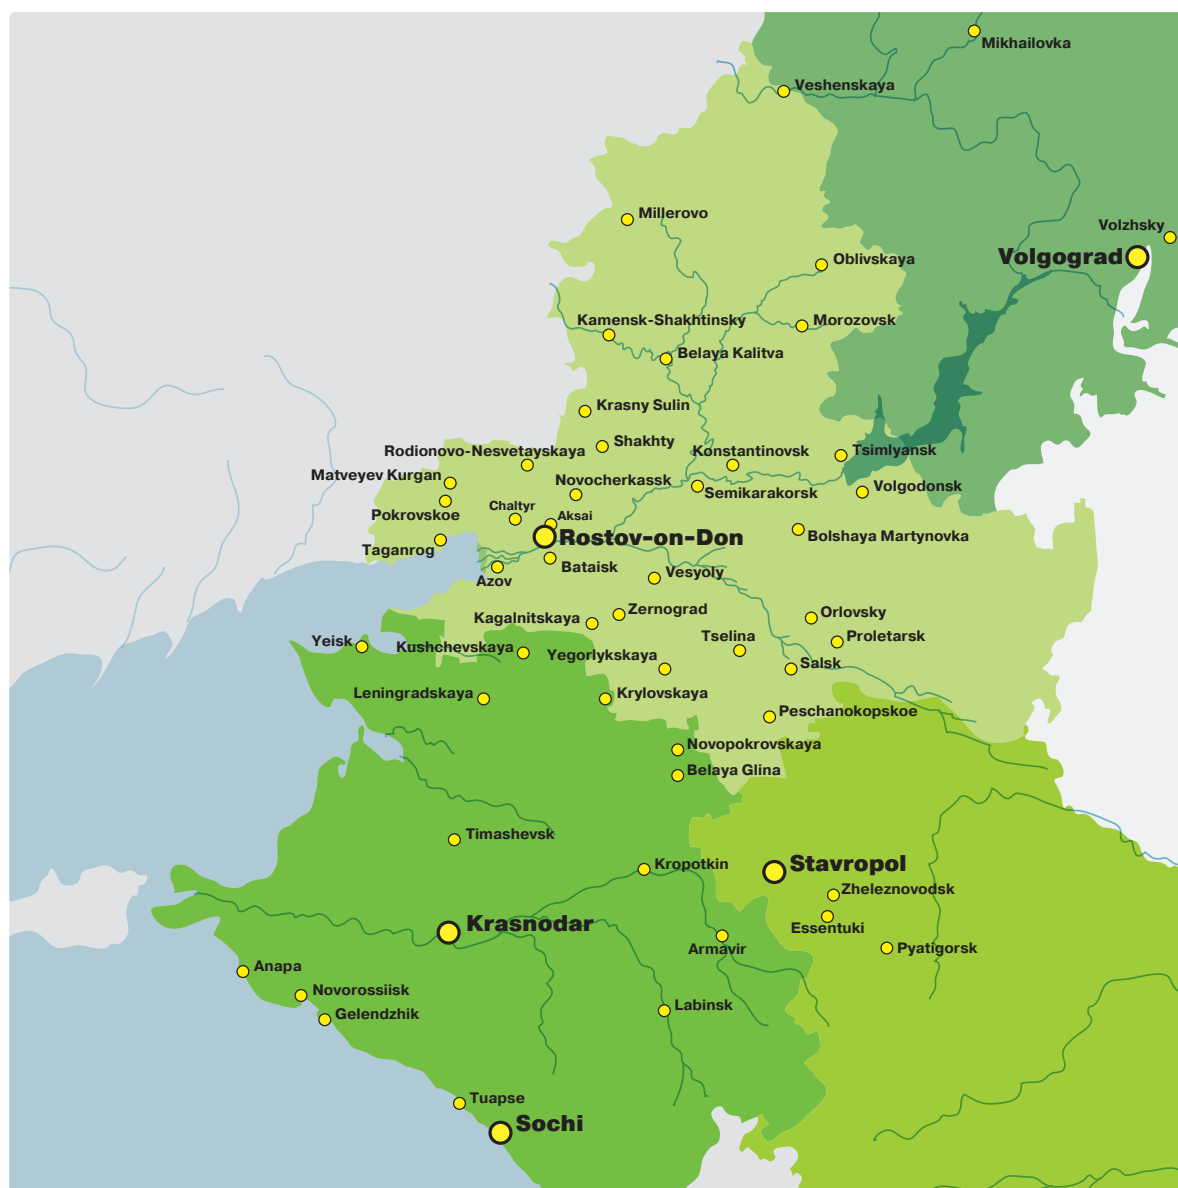 Mikhailovka
Veshenskaya
Millerovo
Volzhsky
Volgograd
Oblivskaya
Kamensk-Shakhtinsky
Morozovsk
Belaya Kalitva
Krasny Sulin
Shakhty
Rodionovo-Nesvetayskaya
Konstantinovsk
Tsimlyansk
Matveyev Kurgan
Novocherkassk
Semikarakorsk
Volgodonsk
Pokrovskoe
Chaltyr
Aksai
Rostov-on-Don
Bolshaya Martynovka
Taganrog
Bataisk
Azov
Vesyoly
Zernograd
Orlovsky
Kagalnitskaya
Yeisk
Kushchevskaya
Tselina
Proletarsk
Yegorlykskaya
Salsk
Leningradskaya
Krylovskaya
Peschanokopskoe
Novopokrovskaya
Belaya Glina
Timashevsk
Kropotkin
Stavropol
Zheleznovodsk
Krasnodar
Essentuki
Armavir
Pyatigorsk
Anapa
Novorossiisk
Labinsk
Gelendzhik
Tuapse
Sochi